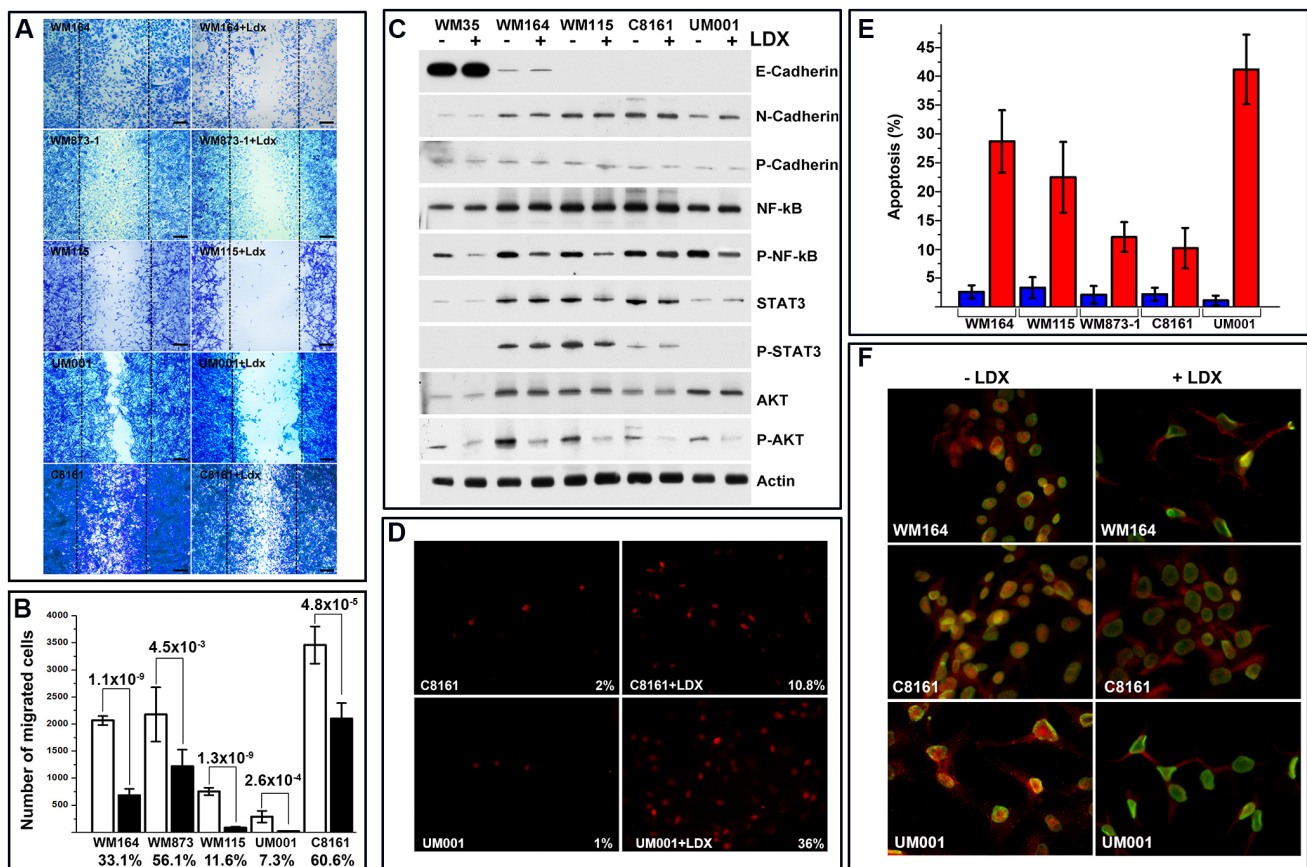 A
WM164
WM164+Ldx
WM873-1
WM873-1+Ldx
WM115
WM115+Ldx
UM001
UM001+Ldx
C8161
C8161+Ldx
B
Number of migrated cells
4000
3500
3000
2500
2000
1500
1000
500
1.1x10-9
4.5x10-3
1.3x10-9
2.6x10-4
4.8x10-5
WM164 WM873 WM115 UM001 C8161
33.1% 56.1% 11.6% 7.3% 60.6%
C
WM35 WM164 WM115 C8161 UM001
- + - + - + - + - + LDX
E-Cadherin
N-Cadherin
P-Cadherin
NF-kB
P-NF-kB
STAT3
P-STAT3
AKT
P-AKT
Actin
D
C8161 2%
C8161+LDX 10.8%
UM001 1%
UM001+LDX 36%
E
Apoptosis (%)
45
40
35
30
25
20
15
10
5
WM164 WM115 WM873-1 C8161 UM001
F
- LDX + LDX
WM164 WM164
C8161 C8161
UM001 UM001